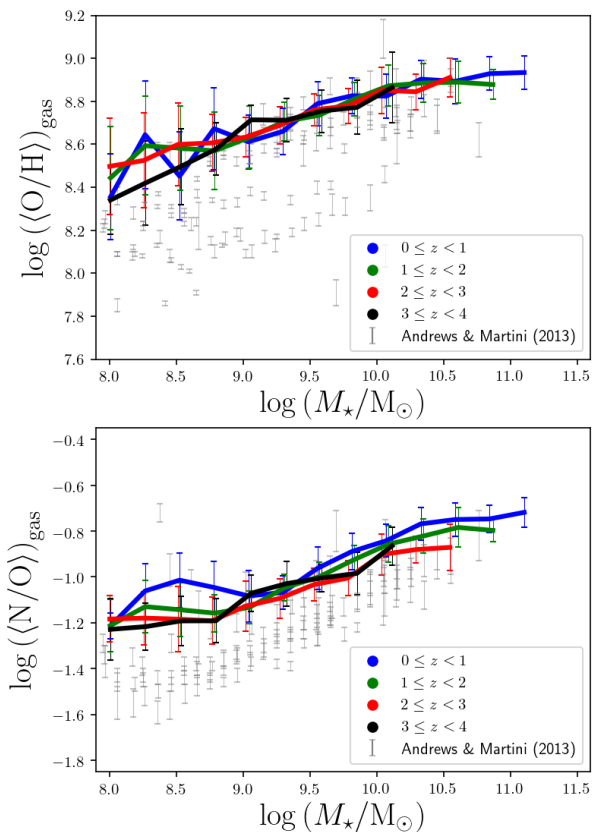 9.2
9.0
8.8
8.6
8.4
8.2
8.0
7.8
7.6
log (⟨O/H⟩)gas
0 ≤ z < 1
1 ≤ z < 2
2 ≤ z < 3
3 ≤ z < 4
Andrews & Martini (2013)
8.0 8.5 9.0 9.5 10.0 10.5 11.0 11.5
log (M⋆/M⊙)
−0.4
−0.6
−0.8
−1.0
−1.2
−1.4
−1.6
−1.8
log (⟨N/O⟩)gas
0 ≤ z < 1
1 ≤ z < 2
2 ≤ z < 3
3 ≤ z < 4
Andrews & Martini (2013)
8.0 8.5 9.0 9.5 10.0 10.5 11.0 11.5
log (M⋆/M⊙)